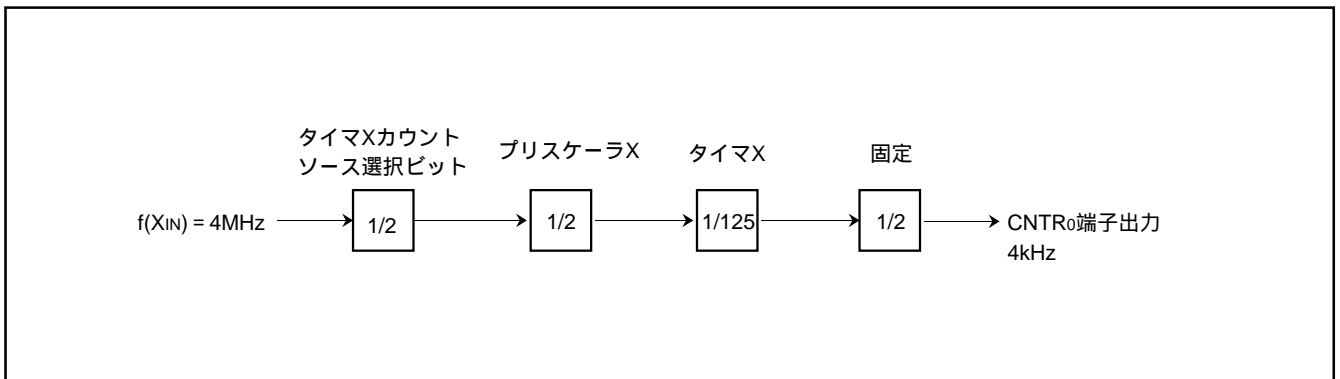 タイマXカウント
ソース選択ビット
プリスケーラX
タイマX
固定
f(XIN) = 4MHz
1/2
1/2
1/125
1/2
CNTR0端子出力
4kHz